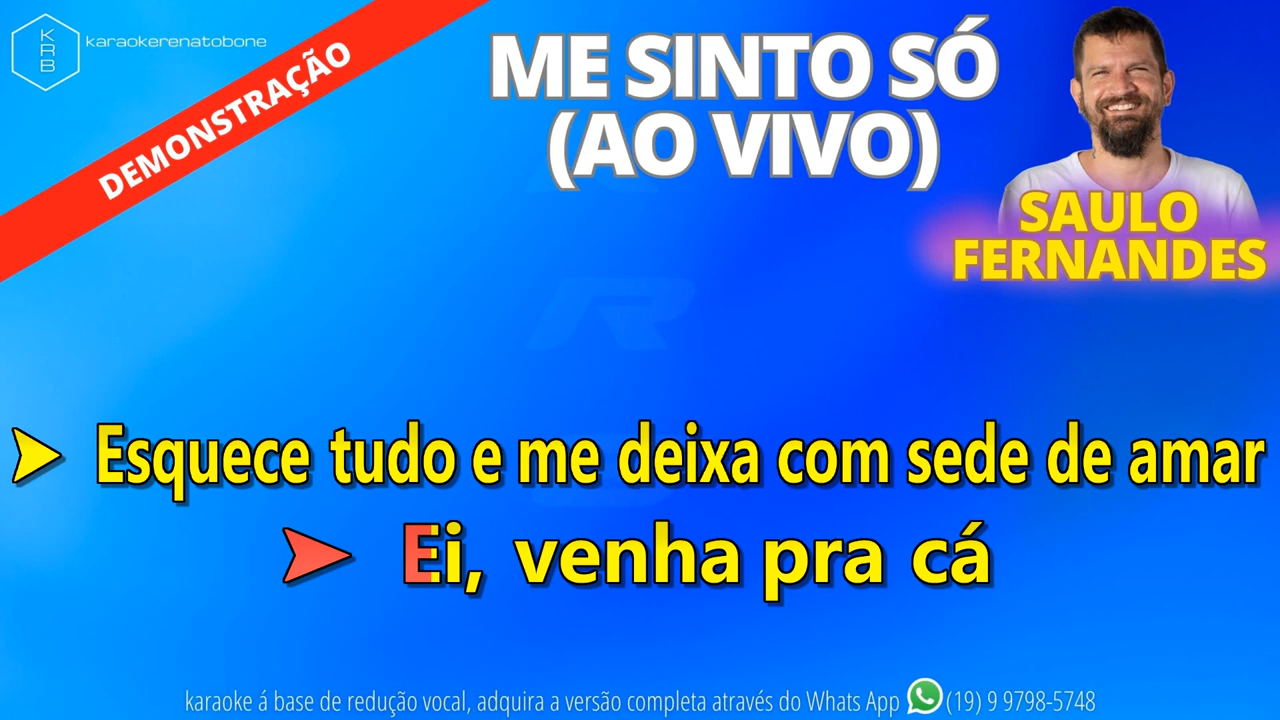 KRB
karaokerenatobone
DEMONSTRAÇÃO
ME SINTO SÓ
(AO VIVO)
SAULO
FERNANDES
Esquece tudo e me deixa com sede de amar
Ei, venha pra cá
karaoke á base de redução vocal, adquira a versão completa através do Whats App (19) 9 9798-5748